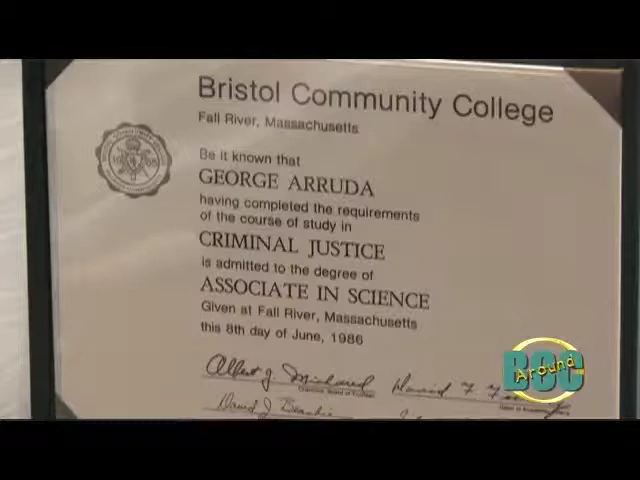 Bristol Community College
Fall River, Massachusetts
Be it known that
GEORGE ARRUDA
having completed the requirements
of the course of study in
CRIMINAL JUSTICE
is admitted to the degree of
ASSOCIATE IN SCIENCE
Given at Fall River, Massachusetts
this 8th day of June, 1986
Albert J.
David J.
Around
BCC